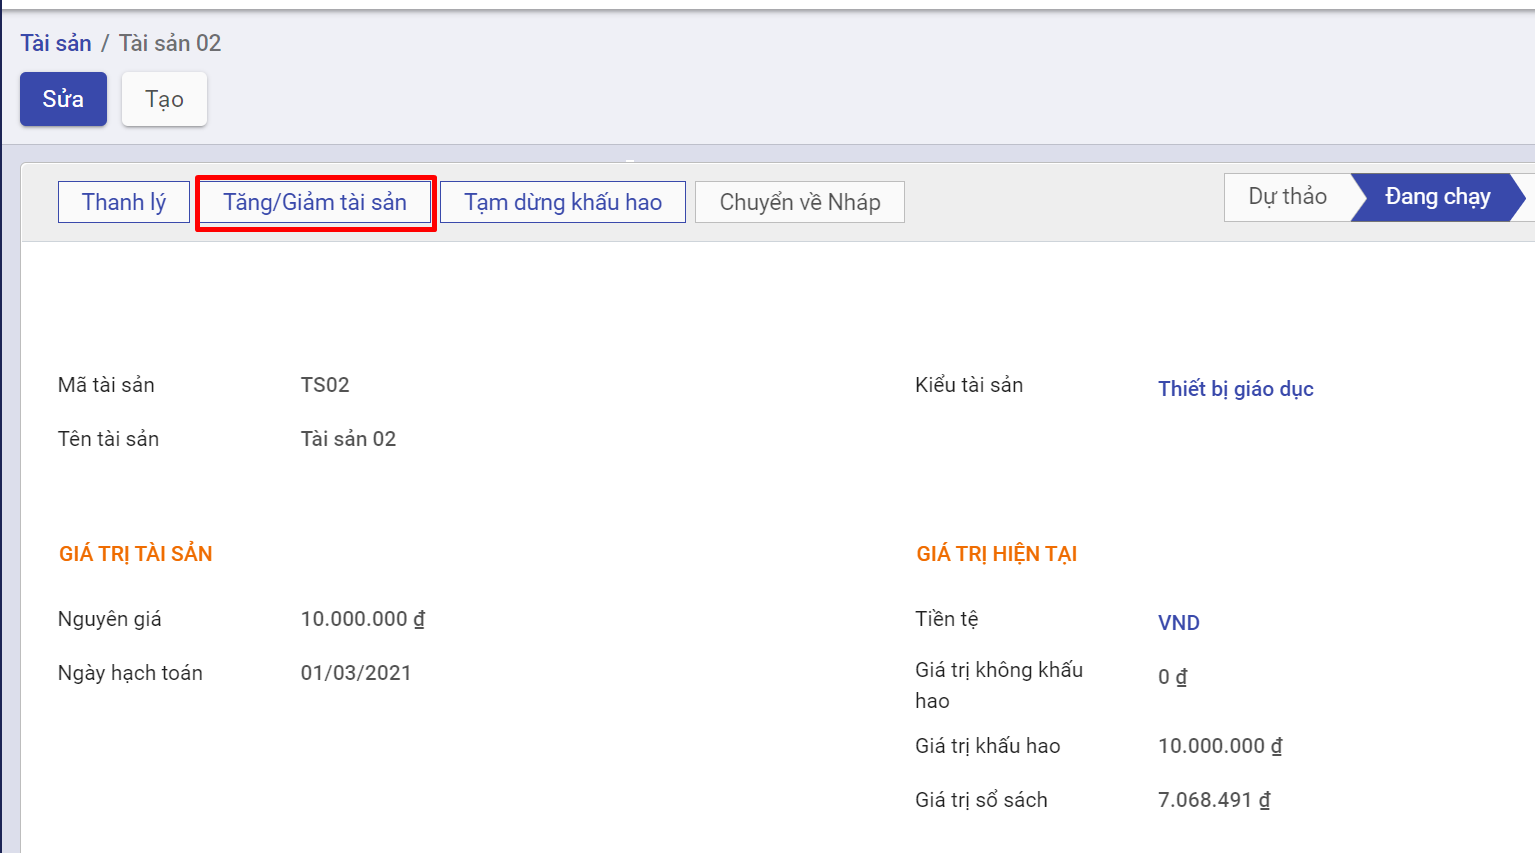 Tài sản / Tài sản 02
Sửa Tạo
Thanh lý Tăng/Giảm tài sản Tạm dừng khấu hao Chuyển về Nháp Dự thảo Đang chạy
Mã tài sản TS02 Kiểu tài sản Thiết bị giáo dục
Tên tài sản Tài sản 02
GIÁ TRỊ TÀI SẢN GIÁ TRỊ HIỆN TẠI
Nguyên giá 10.000.000 ₫ Tiền tệ VND
Ngày hạch toán 01/03/2021 Giá trị không khấu
hao 0 ₫
Giá trị khấu hao 10.000.000 ₫
Giá trị sổ sách 7.068.491 ₫